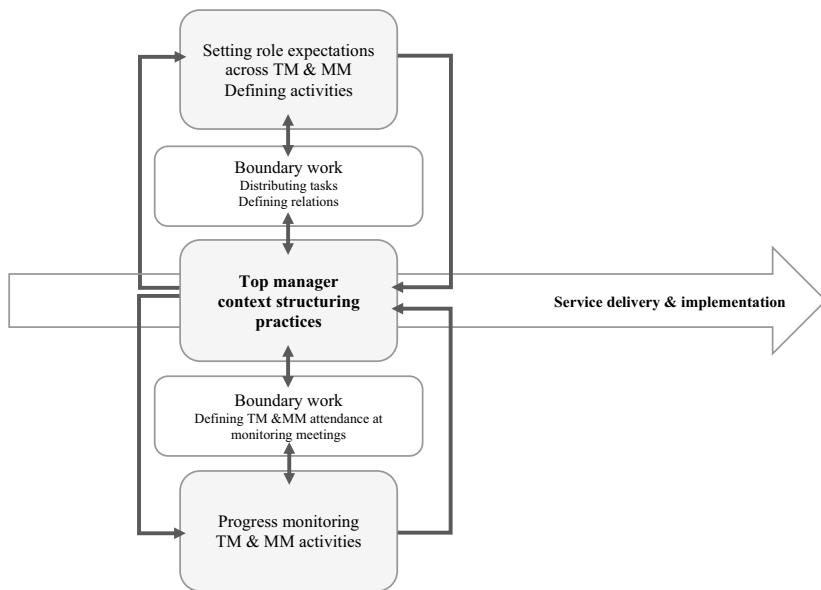 Setting role expectations
across TM & MM
Defining activities
Boundary work
Distributing tasks
Defining relations
Top manager
context structuring
practices
Service delivery & implementation
Boundary work
Defining TM &MM attendance at
monitoring meetings
Progress monitoring
TM & MM activities